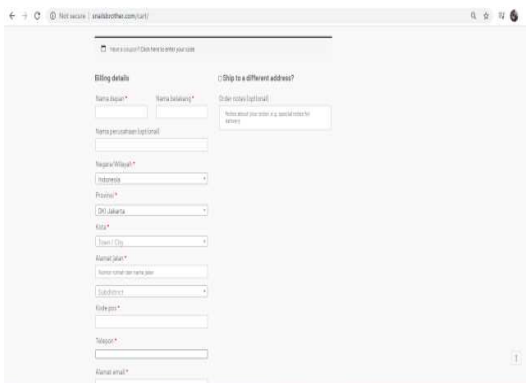 Not secure | snailsbrother.com/cart/
Have a coupon? Click here to enter your code
Billing details
Ship to a different address?
Nama depan *
Nama belakang *
Order notes (optional)
Notes about your order, e.g. special notes for
delivery.
Nama perusahaan (optional)
Negara/Wilayah *
Indonesia
Provinsi *
DKI Jakarta
Kota *
Town / City
Alamat jalan *
Nomor rumah dan nama jalan
Subdistrict
Kode pos *
Telepon *
Alamat email *